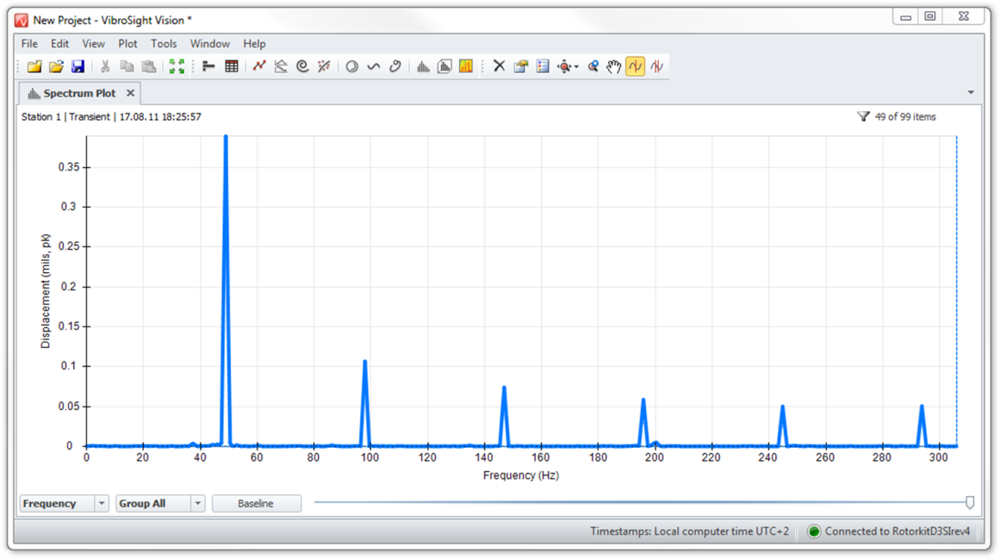 New Project - VibroSight Vision *
File Edit View Plot Tools Window Help
Spectrum Plot
Station 1 | Transient | 17.08.11 18:25:57
49 of 99 items
0.35
0.3
0.25
0.2
0.15
0.1
0.05
0
Displacement (mils, pk)
0 20 40 60 80 100 120 140 160 180 200 220 240 260 280 300
Frequency (Hz)
Frequency Group All Baseline
Timestamps: Local computer time UTC+2 Connected to RotorkitD3SIrev4